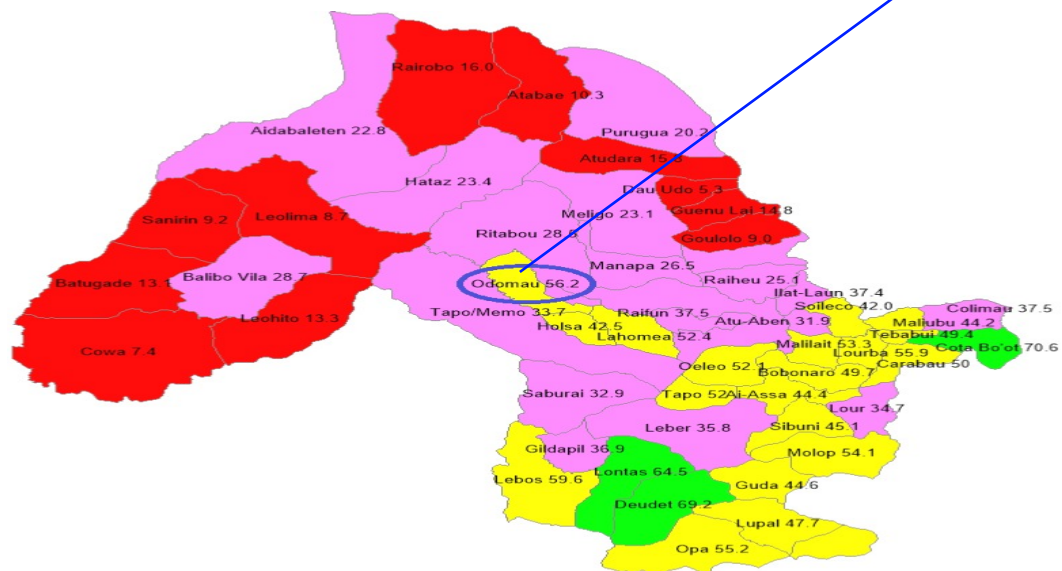 Rairobo 16.0
Atabae 10.3
Aidabaleten 22.8
Purugua 20.2
Atudara 15.8
Hataz 23.4
Dau Udo 5.3
Leolima 8.7
Sanirin 9.2
Meligo 23.1
Guenu Lai 14.8
Ritabou 28.6
Goulolo 9.0
Manapa 26.5
Balibo Vila 28.7
Batugade 13.1
Raiheu 25.1
Odomau 56.2
Ilat-Laun 37.4
Soileco 42.0
Colimau 37.5
Tapo/Memo 33.7
Raifun 37.5
Atu-Aben 31.9
Maliubu 44.2
Leohito 13.3
Holsa 42.5
Lahomea 52.4
Tebabui 49.4
Malilait 53.3
Cota Bo'ot 70.6
Cowa 7.4
Lourba 55.9
Carabau 50
Oeleo 52.1
Bobonaro 49.7
Saburai 32.9
Tapo 52
Ai-Assa 44.4
Lour 34.7
Leber 35.8
Sibuni 45.1
Gildapil 36.9
Molop 54.1
Lontas 64.5
Lebos 59.6
Guda 44.6
Deudet 69.2
Lupal 47.7
Opa 55.2